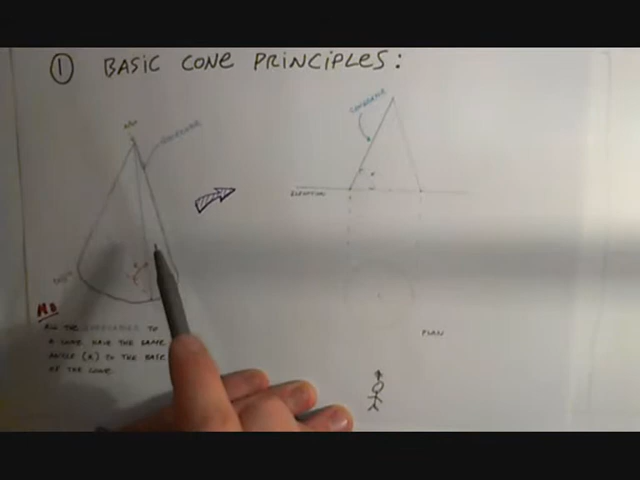 ① BASIC CONE PRINCIPLES:
GENERATOR
ELEVATION
NB
ALL THE GENERATORS TO
A CONE HAVE THE SAME
ANGLE (A) TO THE BASE
OF THE CONE.
PLAN